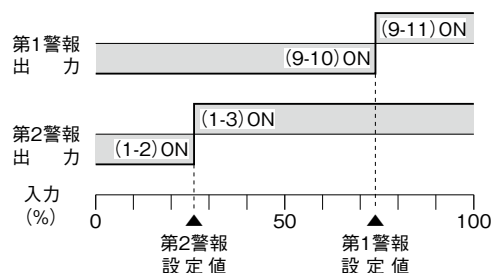 第1警報
出 力
(9-11)ON
(9-10)ON
第2警報
出 力
(1-3)ON
(1-2)ON
入力
(%)
0 50 100
第2警報
設定値
第1警報
設定値